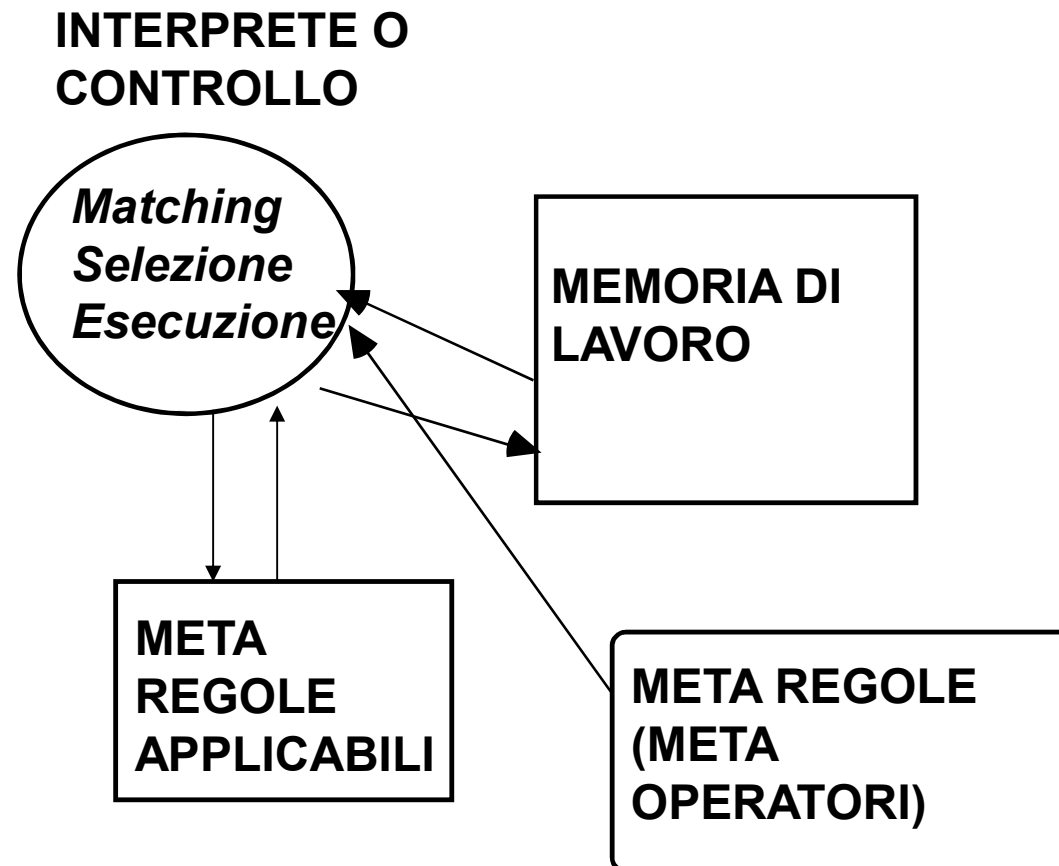 INTERPRETE O
CONTROLLO
Matching
Selezione
Esecuzione
MEMORIA DI
LAVORO
META
REGOLE
APPLICABILI
META REGOLE
(META
OPERATORI)